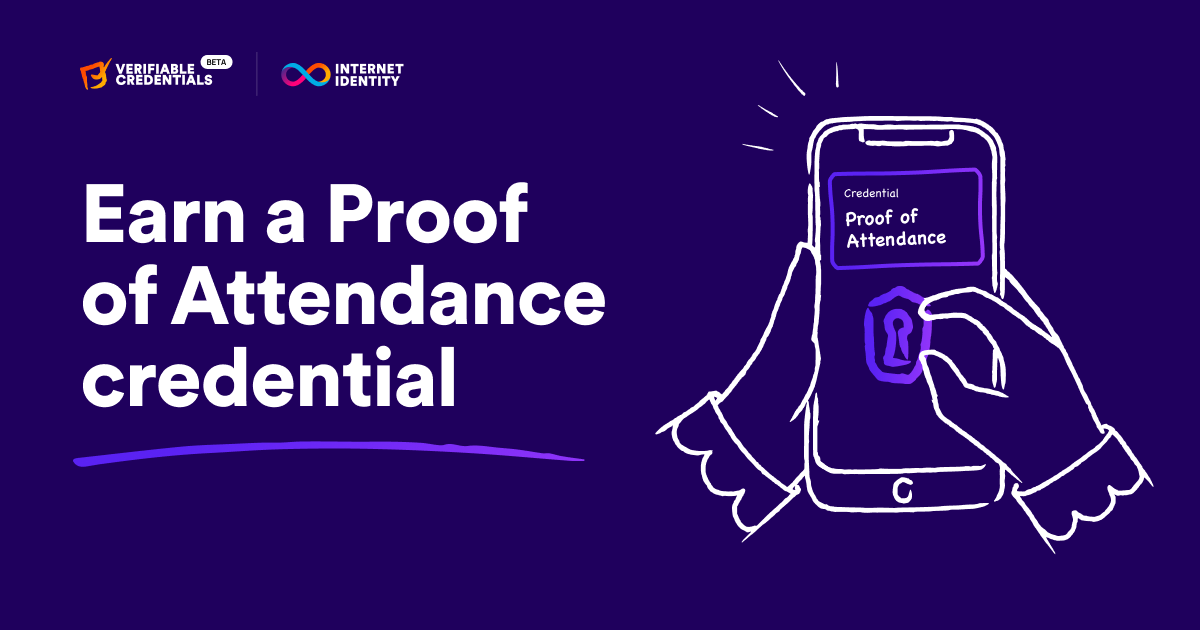 VERIFIABLE
CREDENTIALS
BETA
INTERNET
IDENTITY
Earn a Proof
of Attendance
credential
Credential
Proof of
Attendance